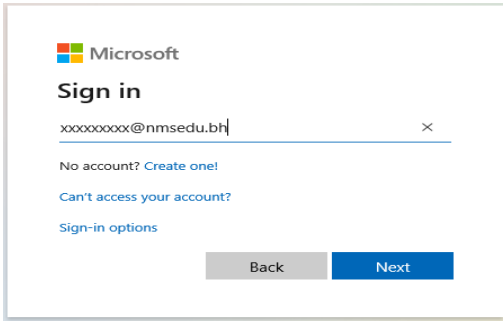 Microsoft
Sign in
xxxxxxxxx@nmsedu.bh
No account? Create one!
Can't access your account?
Sign-in options
Back Next